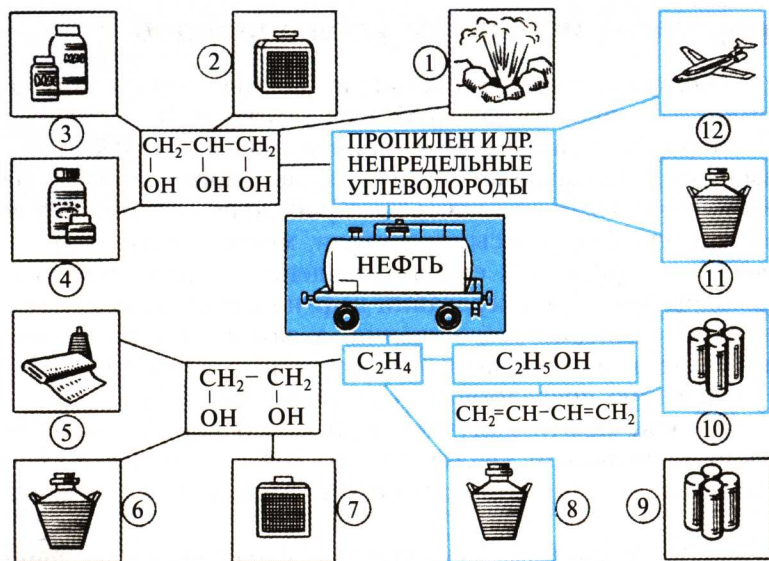 2
1
3
12
CH₂-CH-CH₂
OH OH OH
ПРОПИЛЕН И ДР.
НЕПРЕДЕЛЬНЫЕ
УГЛЕВОДОРОДЫ
4
11
НЕФТЬ
C₂H₄
C₂H₅OH
CH₂-CH₂
OH OH
CH₂=CH-CH=CH₂
5
10
6
7
8
9